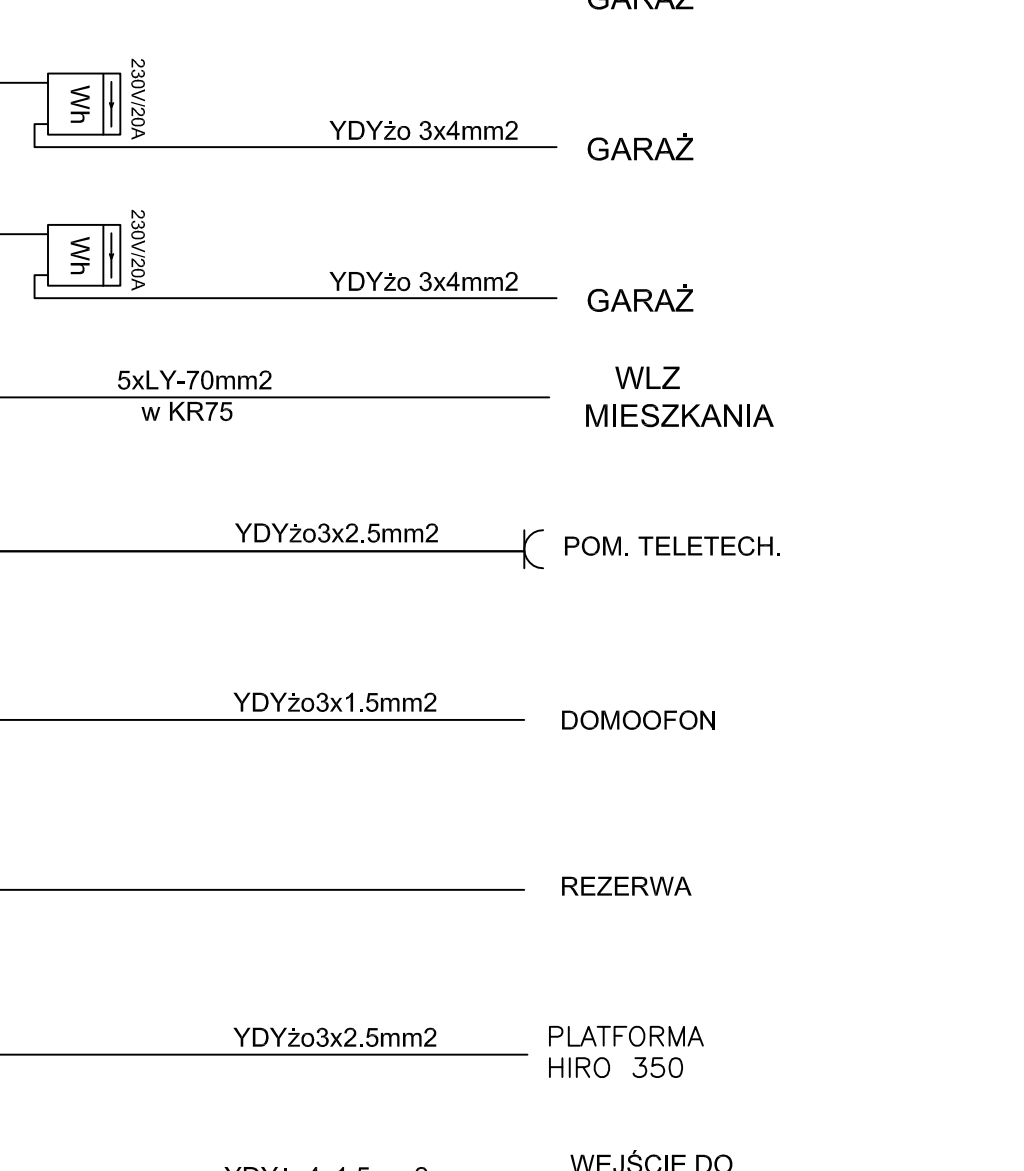 GARAŻ
230V/20A
Wh
YDYżo 3x4mm2
GARAŻ
230V/20A
Wh
YDYżo 3x4mm2
GARAŻ
5xLY-70mm2
w KR75
WLZ
MIESZKANIA
YDYżo3x2.5mm2
POM. TELETECH.
YDYżo3x1.5mm2
DOMOOFON
REZERWA
YDYżo3x2.5mm2
PLATFORMA
HIRO 350
WEJŚCIE DO